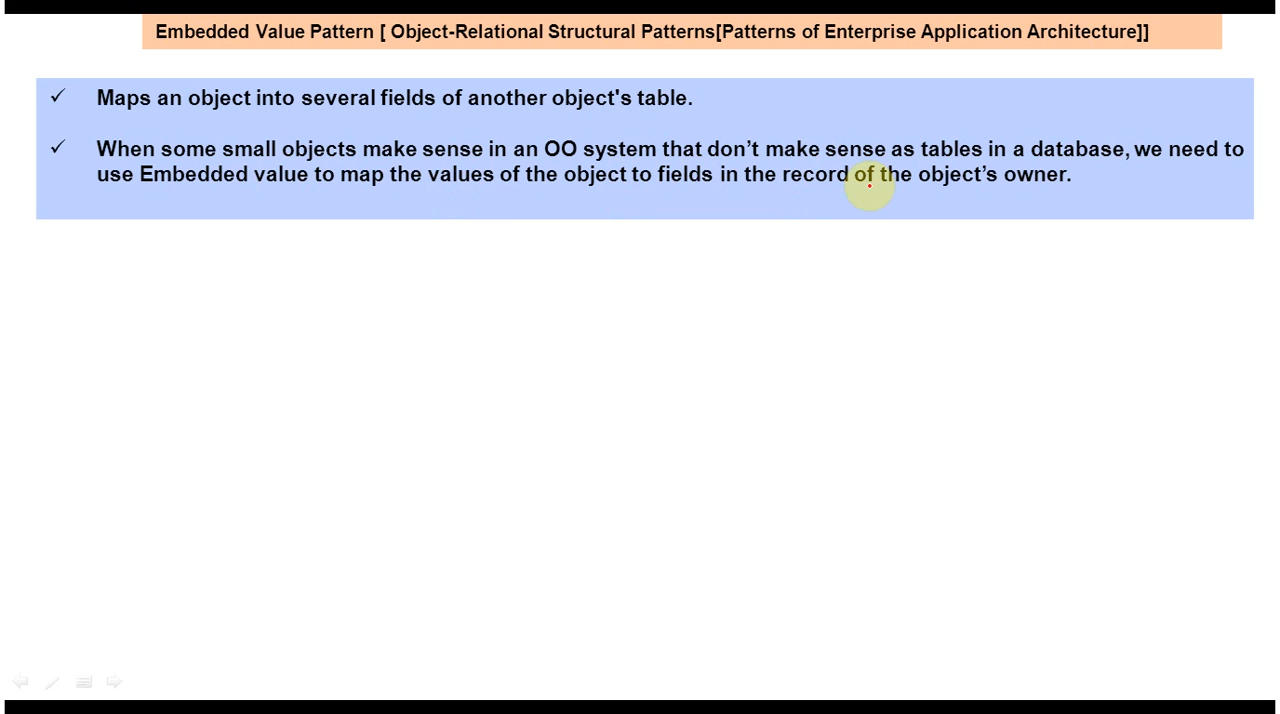 Embedded Value Pattern [ Object-Relational Structural Patterns[Patterns of Enterprise Application Architecture]]
✓ Maps an object into several fields of another object's table.
✓ When some small objects make sense in an OO system that don’t make sense as tables in a database, we need to
use Embedded value to map the values of the object to fields in the record of the object’s owner.